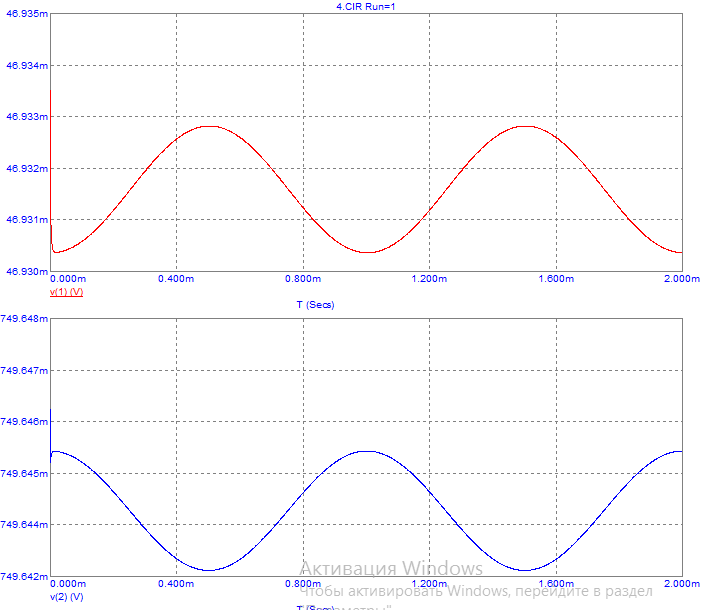 4.CIR Run=1
46.935m
46.934m
46.933m
46.932m
46.931m
46.930m
0.000m 0.400m 0.800m 1.200m 1.600m 2.000m
v(1) (V)
T (Secs)
749.648m
749.647m
749.646m
749.645m
749.644m
749.642m
0.000m 0.400m 0.800m 1.200m 1.600m 2.000m
v(2) (V)
Активация Windows
Чтобы активировать Windows, перейдите в раздел
T (Secs)